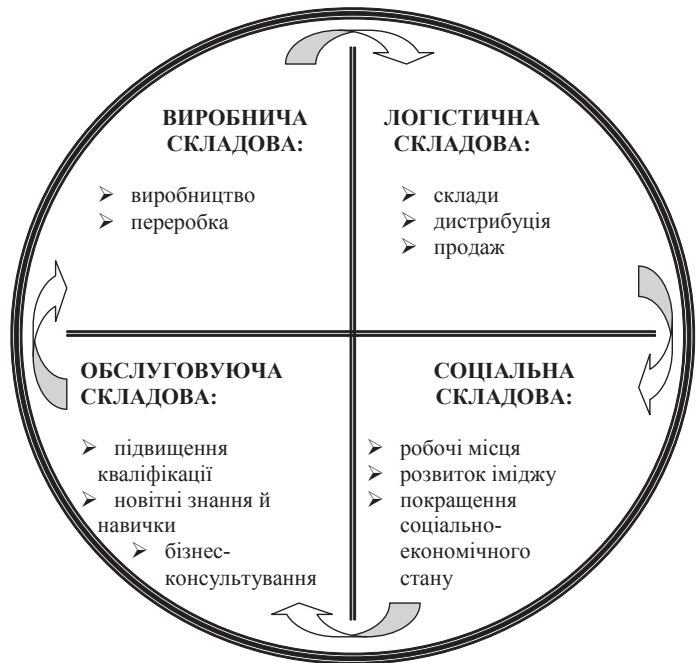 ВИРОБНИЧА
СКЛАДОВА:
➢ виробництво
➢ переробка
ЛОГІСТИЧНА
СКЛАДОВА:
➢ склади
➢ дистрибуція
➢ продаж
ОБСЛУГОВУЮЧА
СКЛАДОВА:
➢ підвищення
кваліфікації
➢ новітні знання й
навички
➢ бізнес-
консультування
СОЦІАЛЬНА
СКЛАДОВА:
➢ робочі місця
➢ розвиток іміджу
➢ покращення
соціально-
економічного
стану